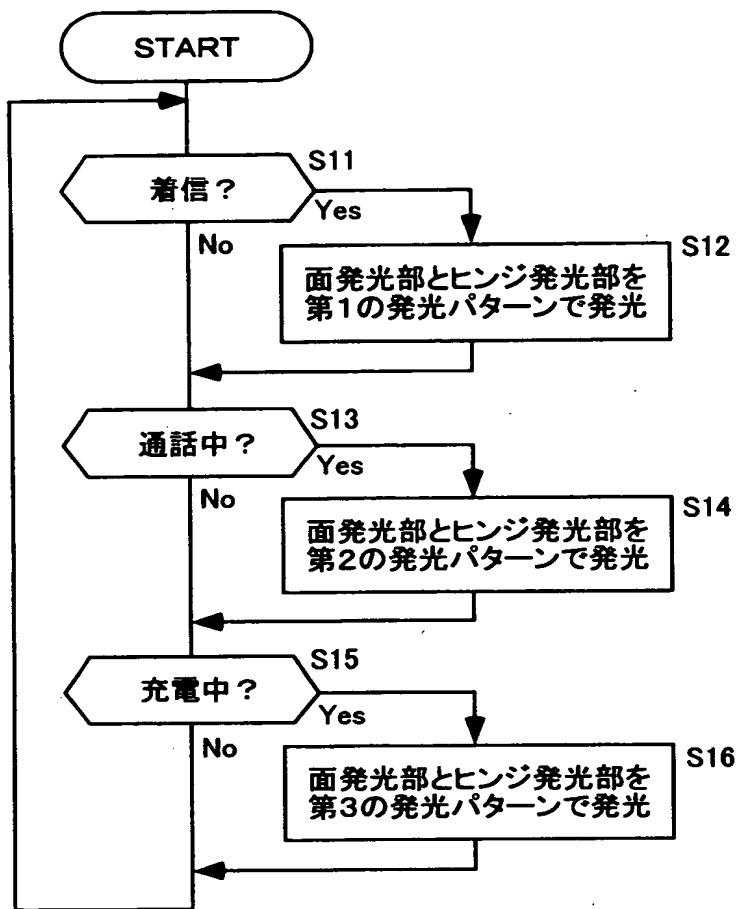 START
着信？
S11
Yes
No
S12
面発光部とヒンジ発光部を
第１の発光パターンで発光
通話中？
S13
Yes
No
S14
面発光部とヒンジ発光部を
第２の発光パターンで発光
充電中？
S15
Yes
No
S16
面発光部とヒンジ発光部を
第３の発光パターンで発光